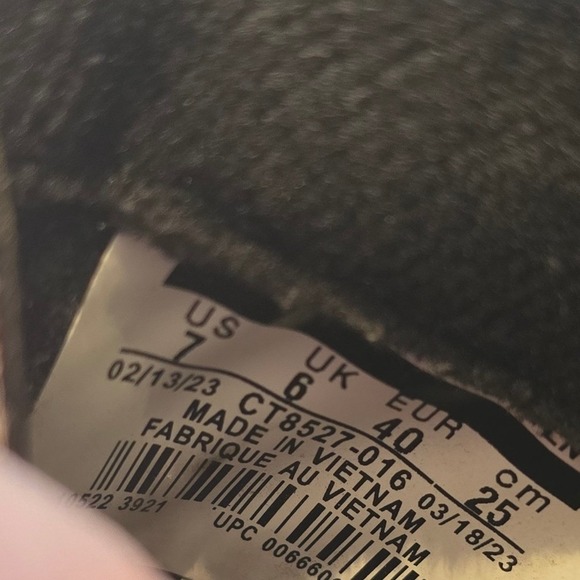 US UK EUR cm
7 6 40 25
02/13/23 CT8527-016 03/18/23
MADE IN VIETNAM
FABRIQUE AU VIETNAM
3921
UPC